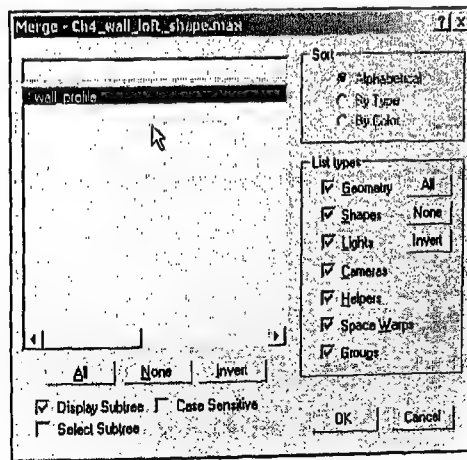 Merge - Ch4_wall_loft_shape.max
wall_profile
All None Invert
Display Subtree Case Sensitive
Select Subtree
Sort
Alphabetical
By Type
By Color
List types
Geometry All
Shapes None
Lights Invert
Cameras
Helpers
Space Warps
Groups
OK Cancel